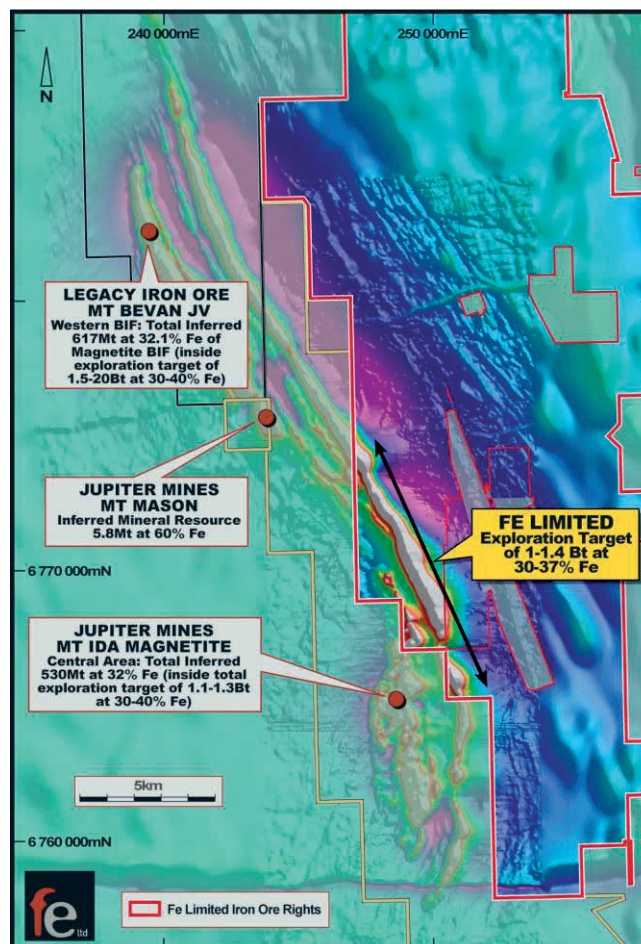 240 000mE
250 000mE
N
LEGACY IRON ORE
MT BEVAN JV
Western BIF: Total Inferred
617Mt at 32.1% Fe of
Magnetite BIF (inside
exploration target of
1.5-20Bt at 30-40% Fe)
JUPITER MINES
MT MASON
Inferred Mineral Resource
5.8Mt at 60% Fe
FE LIMITED
Exploration Target
of 1-1.4 Bt at
30-37% Fe
6 770 000mN
JUPITER MINES
MT IDA MAGNETITE
Central Area: Total Inferred
530Mt at 32% Fe (inside total
exploration target of 1.1-1.3Bt
at 30-40% Fe)
5km
6 760 000mN
fe ltd
Fe Limited Iron Ore Rights